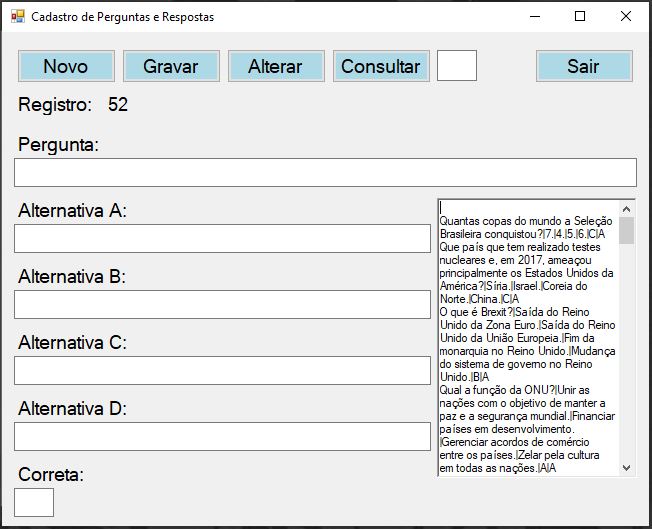 Cadastro de Perguntas e Respostas
Novo
Gravar
Alterar
Consultar
Sair
Registro: 52
Pergunta:
Alternativa A:
Alternativa B:
Alternativa C:
Alternativa D:
Correta:
Quantas copas do mundo a Seleção
Brasileira conquistou?|7.|4.|5.|6.|C|A
Que país que tem realizado testes
nucleares e, em 2017, ameaçou
principalmente os Estados Unidos da
América?|Síria.|Israel.|Coreia do
Norte.|China.|C|A
O que é Brexit?|Saída do Reino
Unido da Zona Euro.|Saída do Reino
Unido da União Europeia.|Fim da
monarquia no Reino Unido.|Mudança
do sistema de governo no Reino
Unido.|B|A
Qual a função da ONU?|Unir as
nações com o objetivo de manter a
paz e a segurança mundial.|Financiar
países em desenvolvimento.
|Gerenciar acordos de comércio
entre os países.|Zelar pela cultura
em todas as nações.|A|A